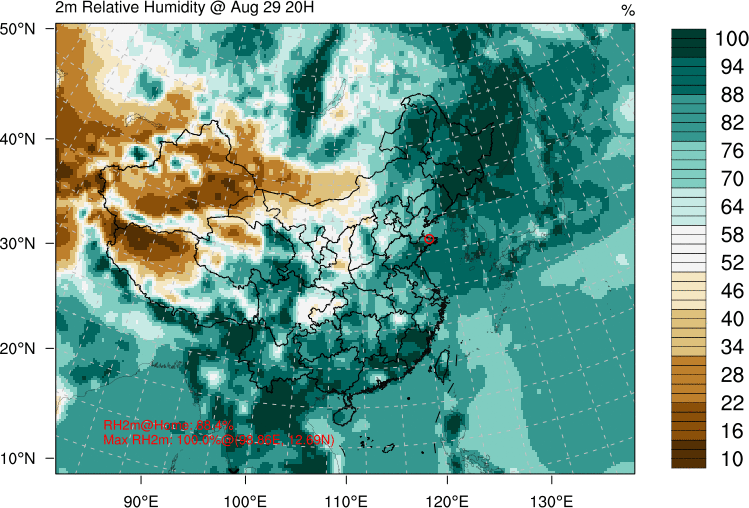 2m Relative Humidity @ Aug 29 20H
%
50°N
40°N
30°N
20°N
10°N
90°E
100°E
110°E
120°E
130°E
100
94
88
82
76
70
64
58
52
46
40
34
28
22
16
10
RH2m@Home:
Max RH2m: 100.0%@